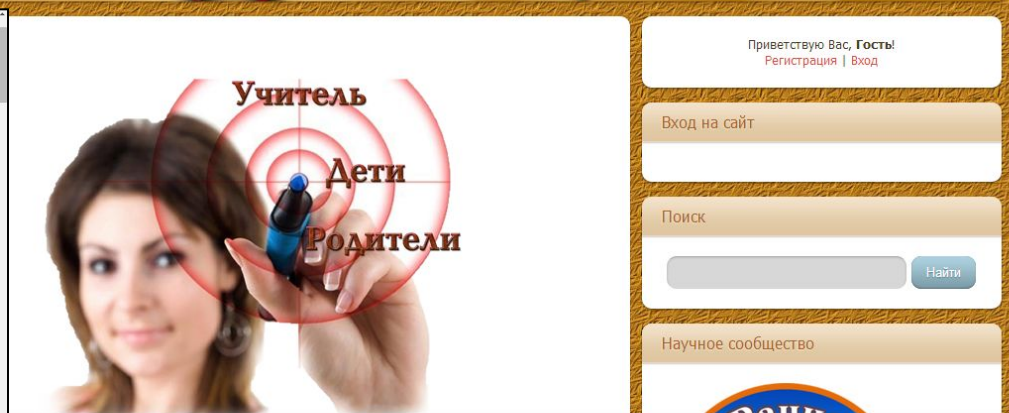 Учитель
Дети
Родители
Приветствую Вас, Гость!
Регистрация | Вход
Вход на сайт
Поиск
Найти
Научное сообщество